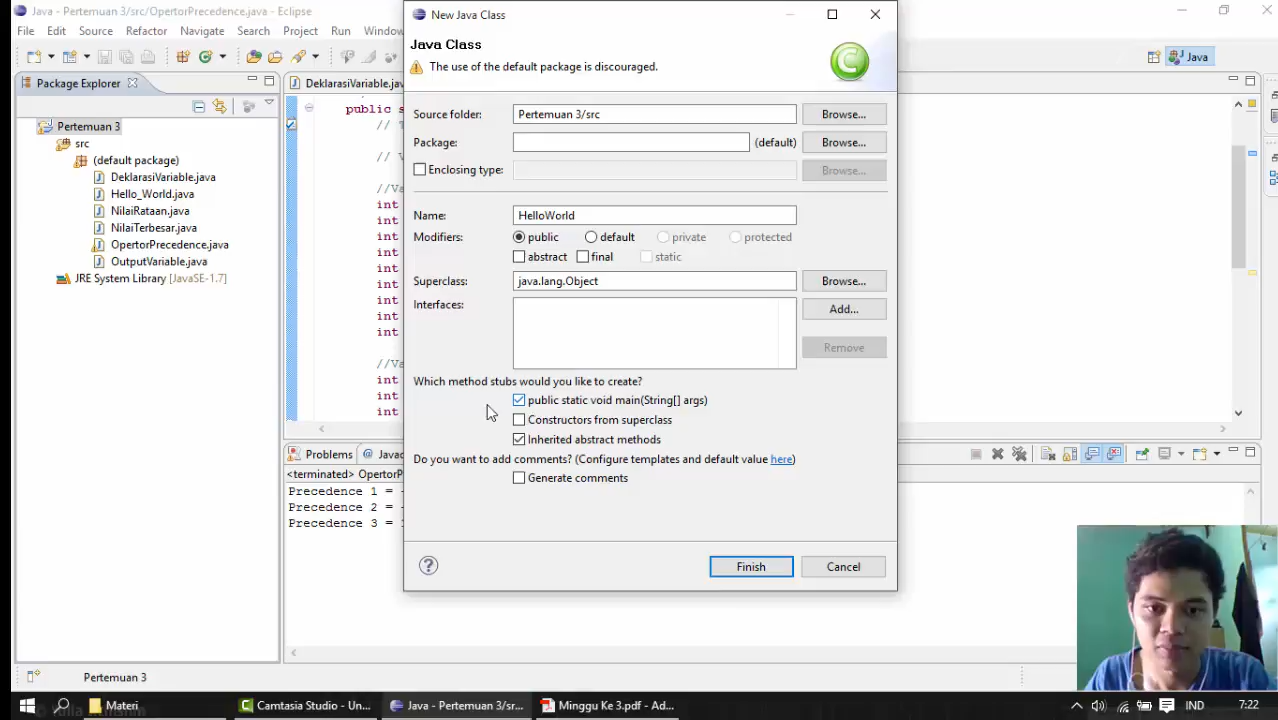 Java - Pertemuan 3/src/OpertorPrecedence.java - Eclipse
File Edit Source Refactor Navigate Search Project Run Window
Java
Package Explorer
Pertemuan 3
src
(default package)
DeklarasiVariable.java
Hello_World.java
NilaiRataan.java
NilaiTerbesar.java
OpertorPrecedence.java
OutputVariable.java
JRE System Library [JavaSE-1.7]
DeklarasiVariable.jav
public s
//
//
//Va
int
int
int
int
int
int
int
int
int
//Va
int
int
int
New Java Class
Java Class
The use of the default package is discouraged.
Source folder: Pertemuan 3/src Browse...
Package: (default) Browse...
Enclosing type: Browse...
Name: HelloWorld
Modifiers: public default private protected
abstract final static
Superclass: java.lang.Object Browse...
Interfaces: Add...
Remove
Which method stubs would you like to create?
public static void main(String[] args)
Constructors from superclass
Inherited abstract methods
Do you want to add comments? (Configure templates and default value here)
Generate comments
? Finish Cancel
Problems
<terminated> OpertorP
Precedence 1 =
Precedence 2 =
Precedence 3 =
Pertemuan 3
Materi
Camtasia Studio - Un...
Java - Pertemuan 3/sr...
Minggu Ke 3.pdf - Ad...
IND 7:22